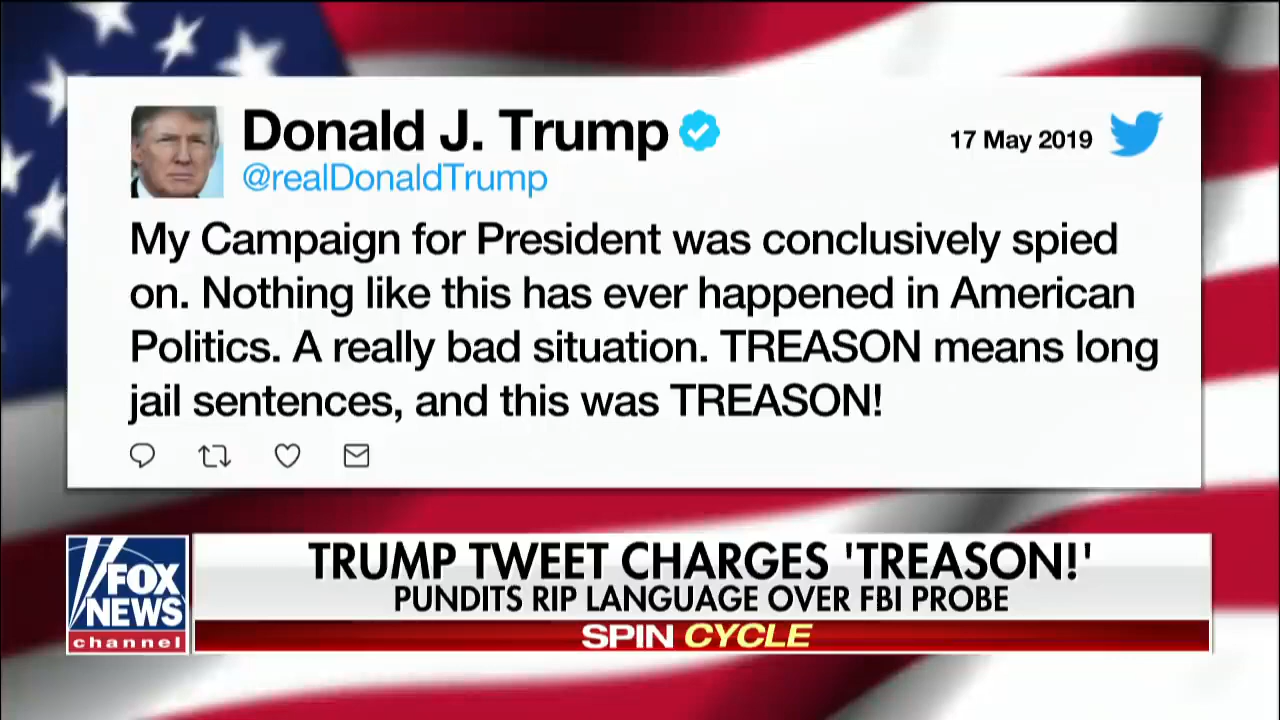 Donald J. Trump
17 May 2019
@realDonaldTrump
My Campaign for President was conclusively spied
on. Nothing like this has ever happened in American
Politics. A really bad situation. TREASON means long
jail sentences, and this was TREASON!
TRUMP TWEET CHARGES 'TREASON!'
PUNDITS RIP LANGUAGE OVER FBI PROBE
SPIN CYCLE
FOX
NEWS
channel